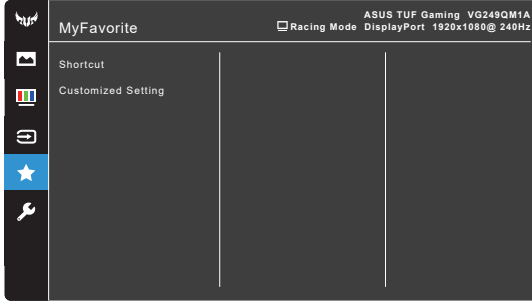 ASUS TUF Gaming VG249QM1A
MyFavorite
Racing Mode DisplayPort 1920x1080@ 240Hz
Shortcut
Customized Setting